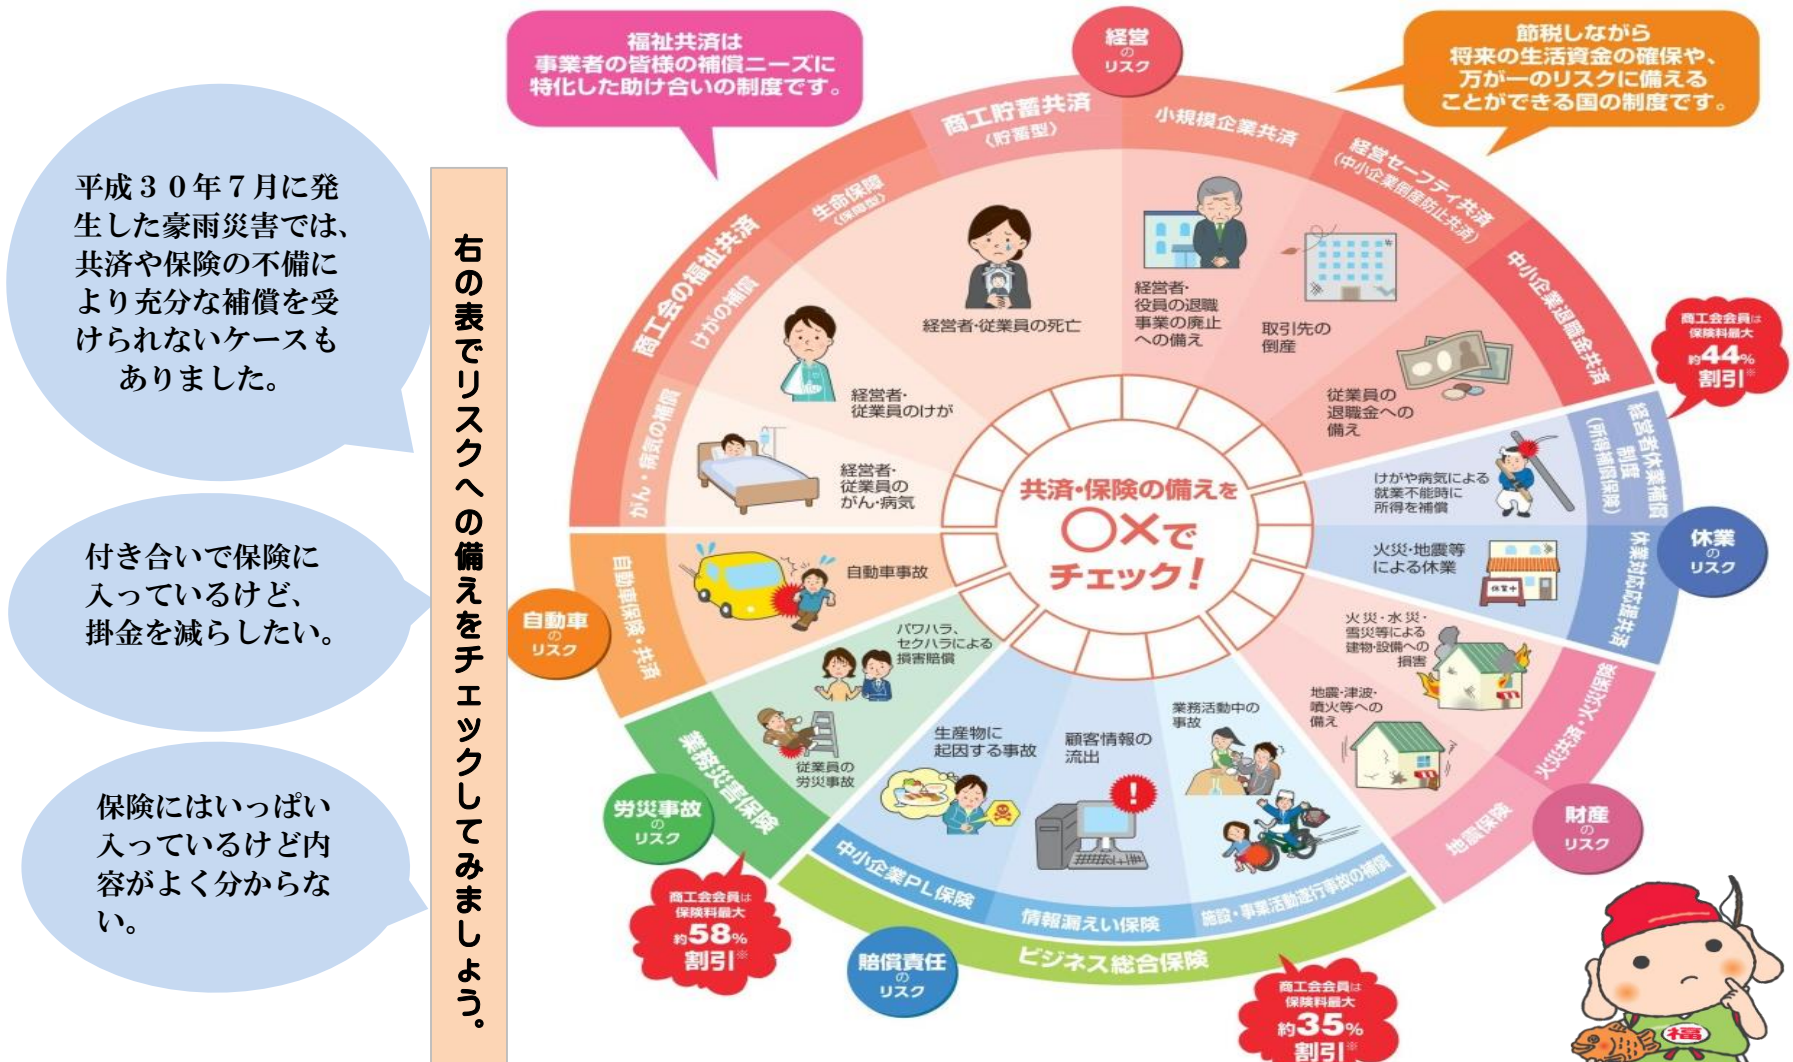 平成３０年７月に発
生した豪雨災害では、
共済や保険の不備に
より充分な補償を受
けられないケースも
ありました。
付き合いで保険に
入っているけど、
掛金を減らしたい。
保険にはいっぱい
入っているけど内
容がよく分からな
い。
右の表でリスクへの備えをチェックしてみましょう。
福祉共済は
事業者の皆様の補償ニーズに
特化した助け合いの制度です。
経営
の
リスク
節税しながら
将来の生活資金の確保や、
万が一のリスクに備える
ことができる国の制度です。
商工会の福祉共済
がん・病気の補償
けがの補償
生命保障
〈保障型〉
商工貯蓄共済
〈貯蓄型〉
小規模企業共済
経営セーフティ共済
(中小企業倒産防止共済)
中小企業退職金共済
経営者・
従業員の
がん・病気
経営者・
従業員のけが
経営者・従業員の死亡
経営者・
役員の退職
事業の廃止
への備え
取引先の
倒産
従業員の
退職金への
備え
商工会会員は
保険料最大
約44%
割引※
経営者休業補償
制度
(所得補償保険)
けがや病気による
就業不能時に
所得を補償
休業対応応援共済
火災・地震等
による休業
休業中
休業
の
リスク
火災共済・火災保険
火災・水災・
雪災等による
建物・設備への
損害
地震保険
地震・津波・
噴火等への
備え
財産
の
リスク
共済・保険の備えを
〇×で
チェック！
自動車
の
リスク
自動車保険・共済
自動車事故
労災事故
の
リスク
業務災害保険
パワハラ、
セクハラによる
損害賠償
従業員の
労災事故
商工会会員は
保険料最大
約58%
割引※
賠償責任
の
リスク
生産物に
起因する事故
顧客情報の
流出
業務活動中の
事故
中小企業PL保険
情報漏えい保険
施設・事業活動遂行事故の補償
ビジネス総合保険
商工会会員は
保険料最大
約35%
割引※
福